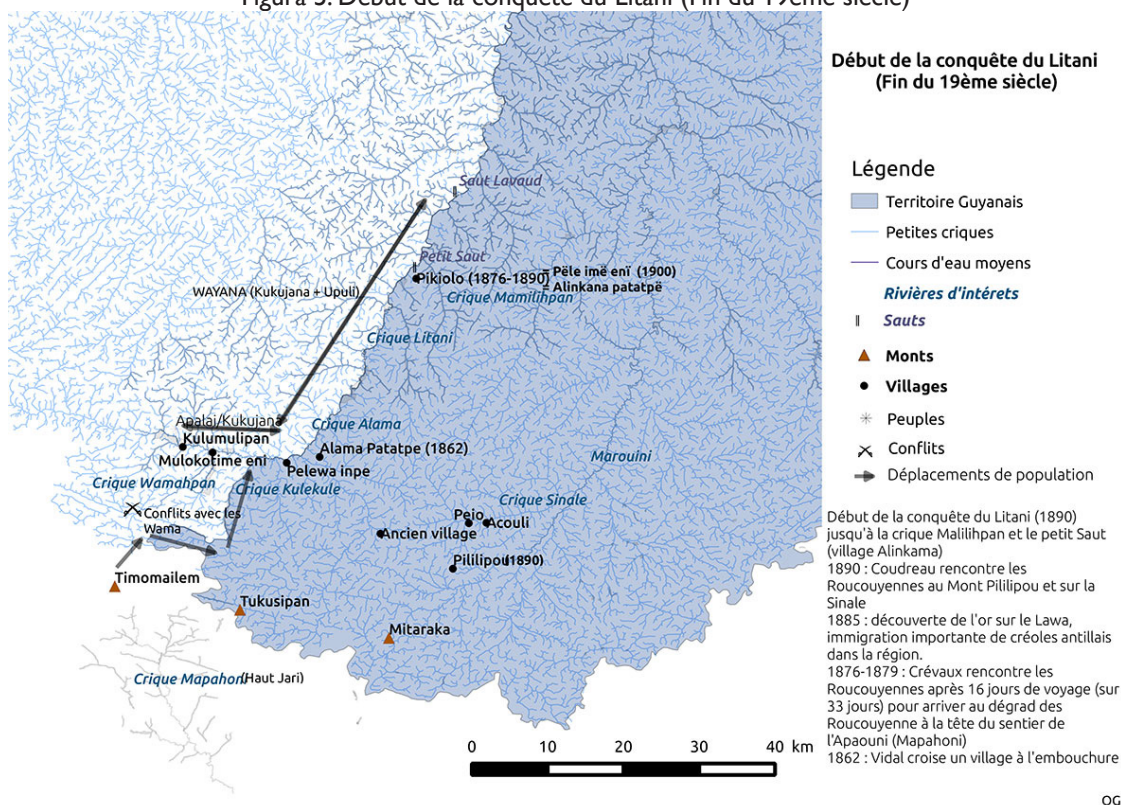 Figura 3. Début de la conquête du Litani (Fin du 19ème siècle)
Début de la conquête du Litani
(Fin du 19ème siècle)
Légende
Territoire Guyanais
Petites criques
Cours d'eau moyens
Rivières d'intérets
Sauts
Monts
Villages
Peuples
Conflits
Déplacements de population
Début de la conquête du Litani (1890)
jusqu'à la crique Malilihpan et le petit Saut
(village Alinkama)
1890 : Coudreau rencontre les
Roucouyennes au Mont Pililipou et sur la
Sinale
1885 : découverte de l'or sur le Lawa,
immigration importante de créoles antillais
dans la région.
1876-1879 : Crévaux rencontre les
Roucouyennes après 16 jours de voyage (sur
33 jours) pour arriver au dégrad des
Roucouyenne à la tête du sentier de
l'Apaouni (Mapahoni)
1862 : Vidal croise un village à l'embouchure
Saut Lavaud
Petit Saut
Pikiolo (1876-1890)
= Pële imë enï (1900)
= Alinkana patatpë
WAYANA (Kukujana + Upuli)
Crique Mamilihpan
Crique Litani
Apalai/Kukujana
Crique Alama
Kulumulipan
Alama Patatpe (1862)
Mulokotime eni
Pelewa inpe
Marouini
Crique Wamahpan
Crique Kulekule
Crique Sinale
Conflits avec les
Wama
Peio
Acouli
Ancien village
Pililipou (1890)
Timomailem
Tukusipan
Mitaraka
Crique Mapahoni (Haut Jari)
0 10 20 30 40 km
OG